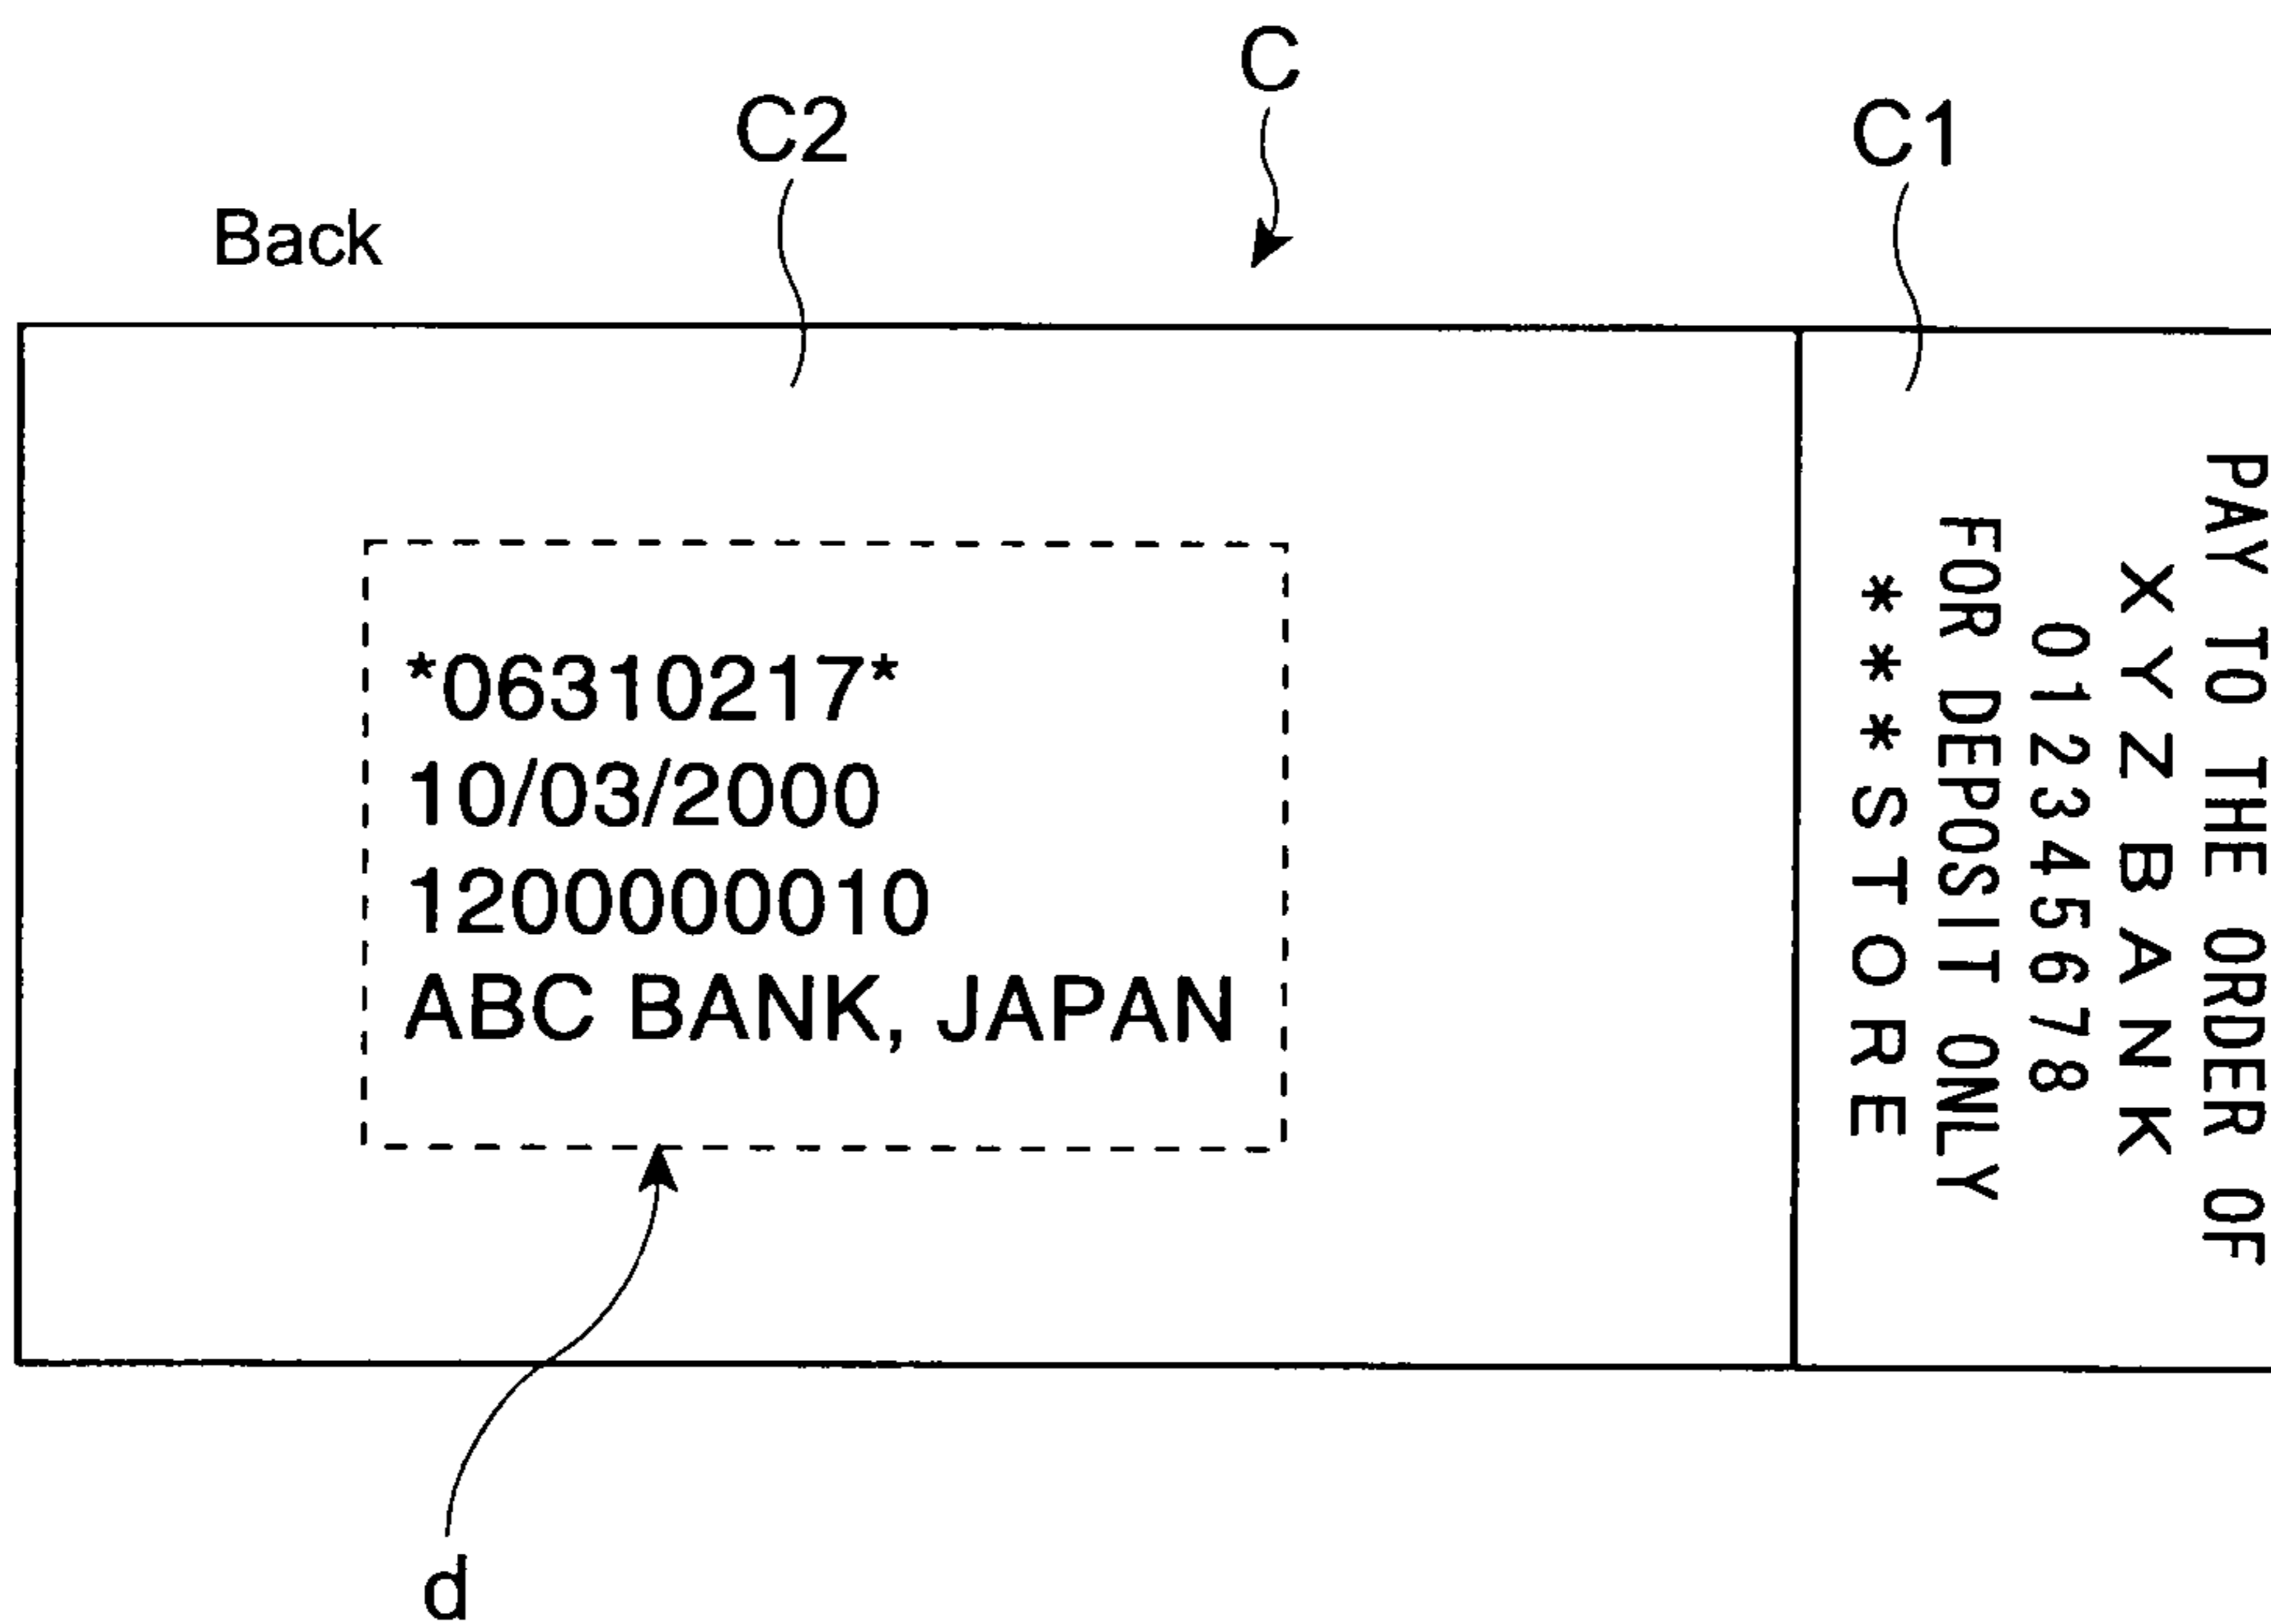 C
C2
C1
Back
*06310217*
10/03/2000
1200000010
ABC BANK, JAPAN
PAY TO THE ORDER OF
XYZ BANK
012345678
FOR DEPOSIT ONLY
***STORE
d